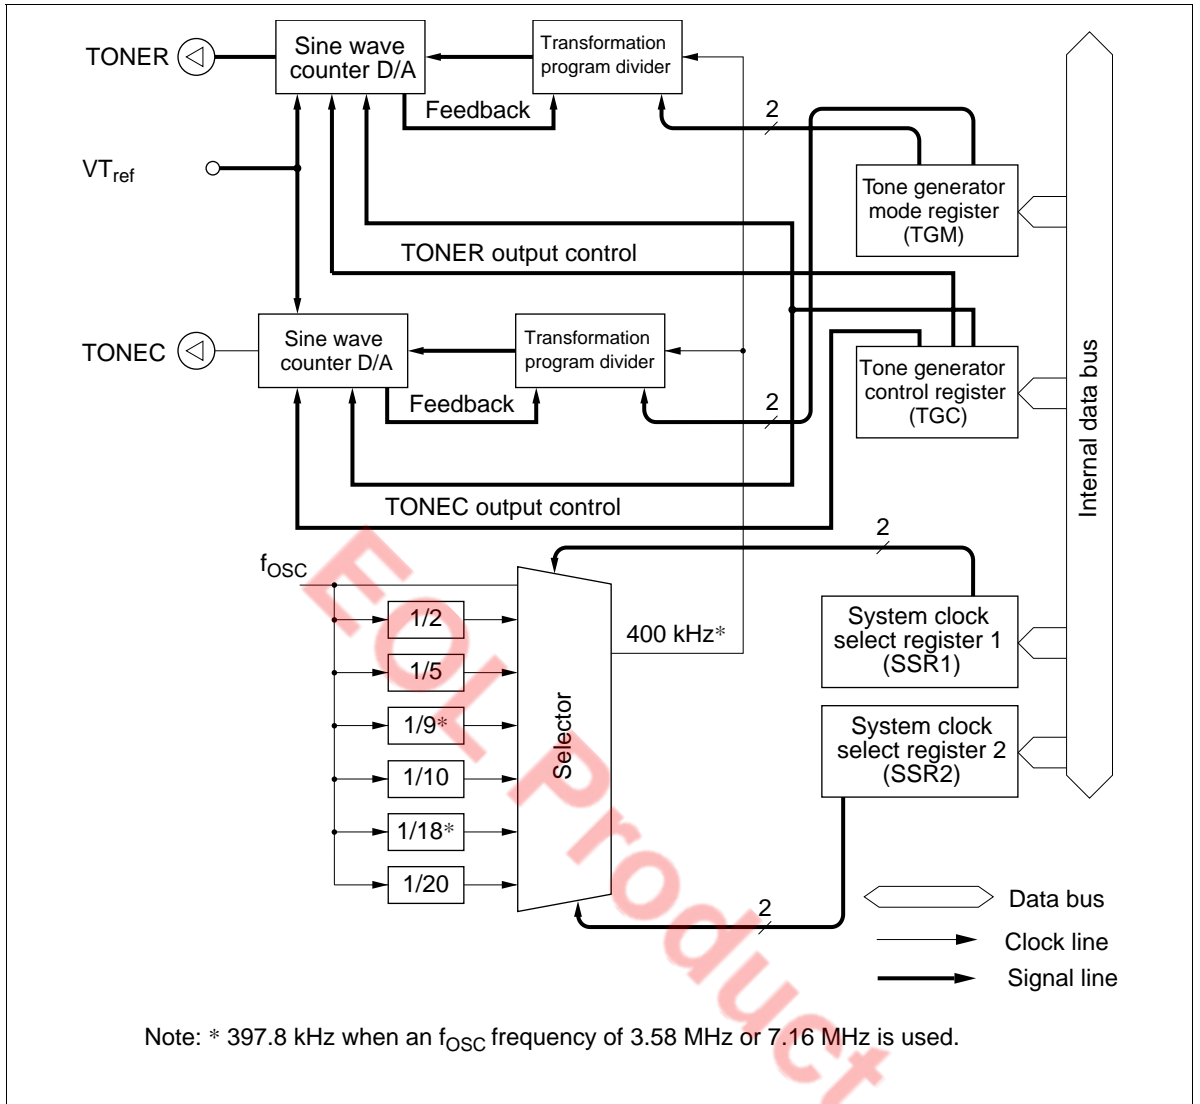 TONER
Sine wave
counter D/A
Transformation
program divider
Feedback
2
2
VTref
Tone generator
mode register
(TGM)
TONER output control
TONEC
Sine wave
counter D/A
Transformation
program divider
Feedback
Tone generator
control register
(TGC)
Internal data bus
TONEC output control
2
fOSC
1/2
1/5
1/9*
1/10
1/18*
1/20
Selector
400 kHz*
System clock
select register 1
(SSR1)
System clock
select register 2
(SSR2)
2
Data bus
Clock line
Signal line
Note: * 397.8 kHz when an fOSC frequency of 3.58 MHz or 7.16 MHz is used.
EOL Product